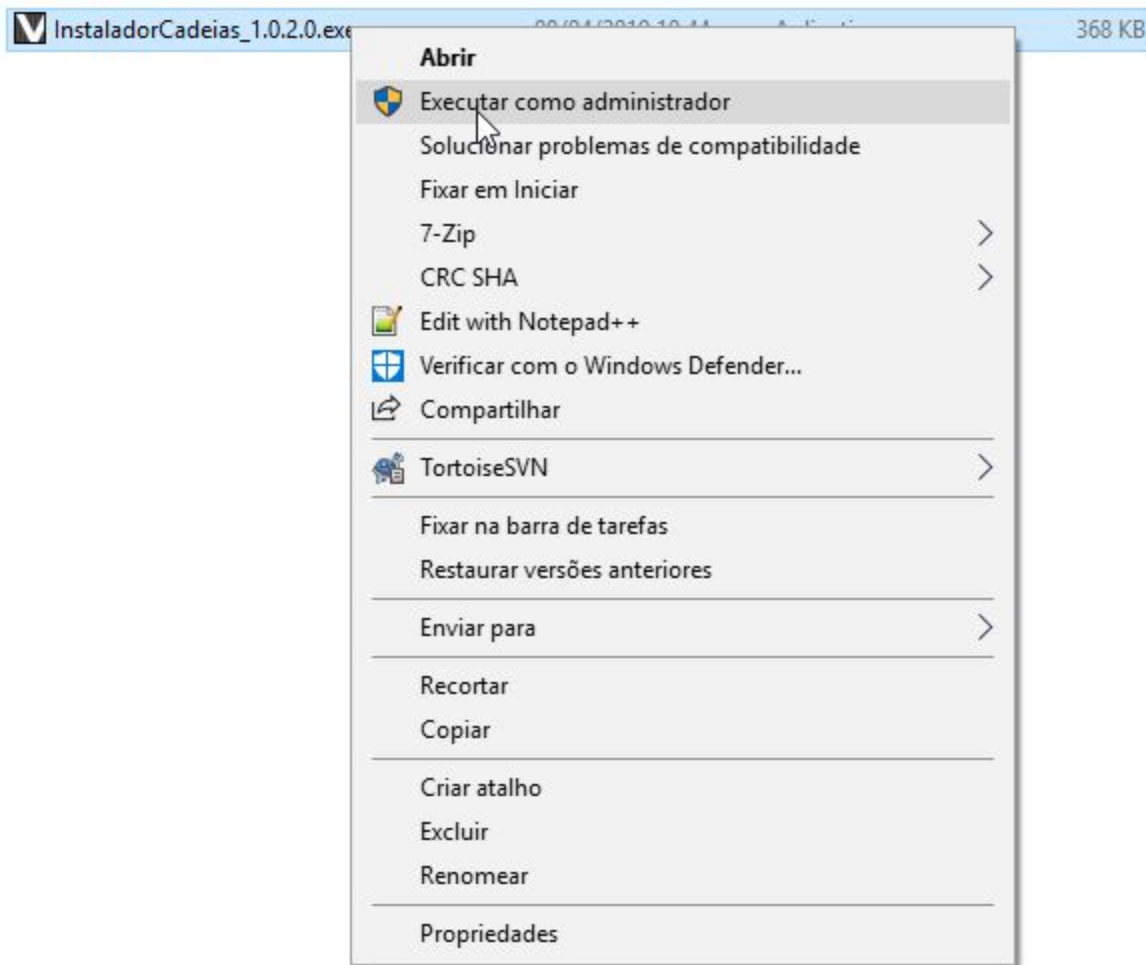 InstaladorCadeias_1.0.2.0.exe 368 KB
Abrir
Executar como administrador
Solucionar problemas de compatibilidade
Fixar em Iniciar
7-Zip
CRC SHA
Edit with Notepad++
Verificar com o Windows Defender...
Compartilhar
TortoiseSVN
Fixar na barra de tarefas
Restaurar versões anteriores
Enviar para
Recortar
Copiar
Criar atalho
Excluir
Renomear
Propriedades